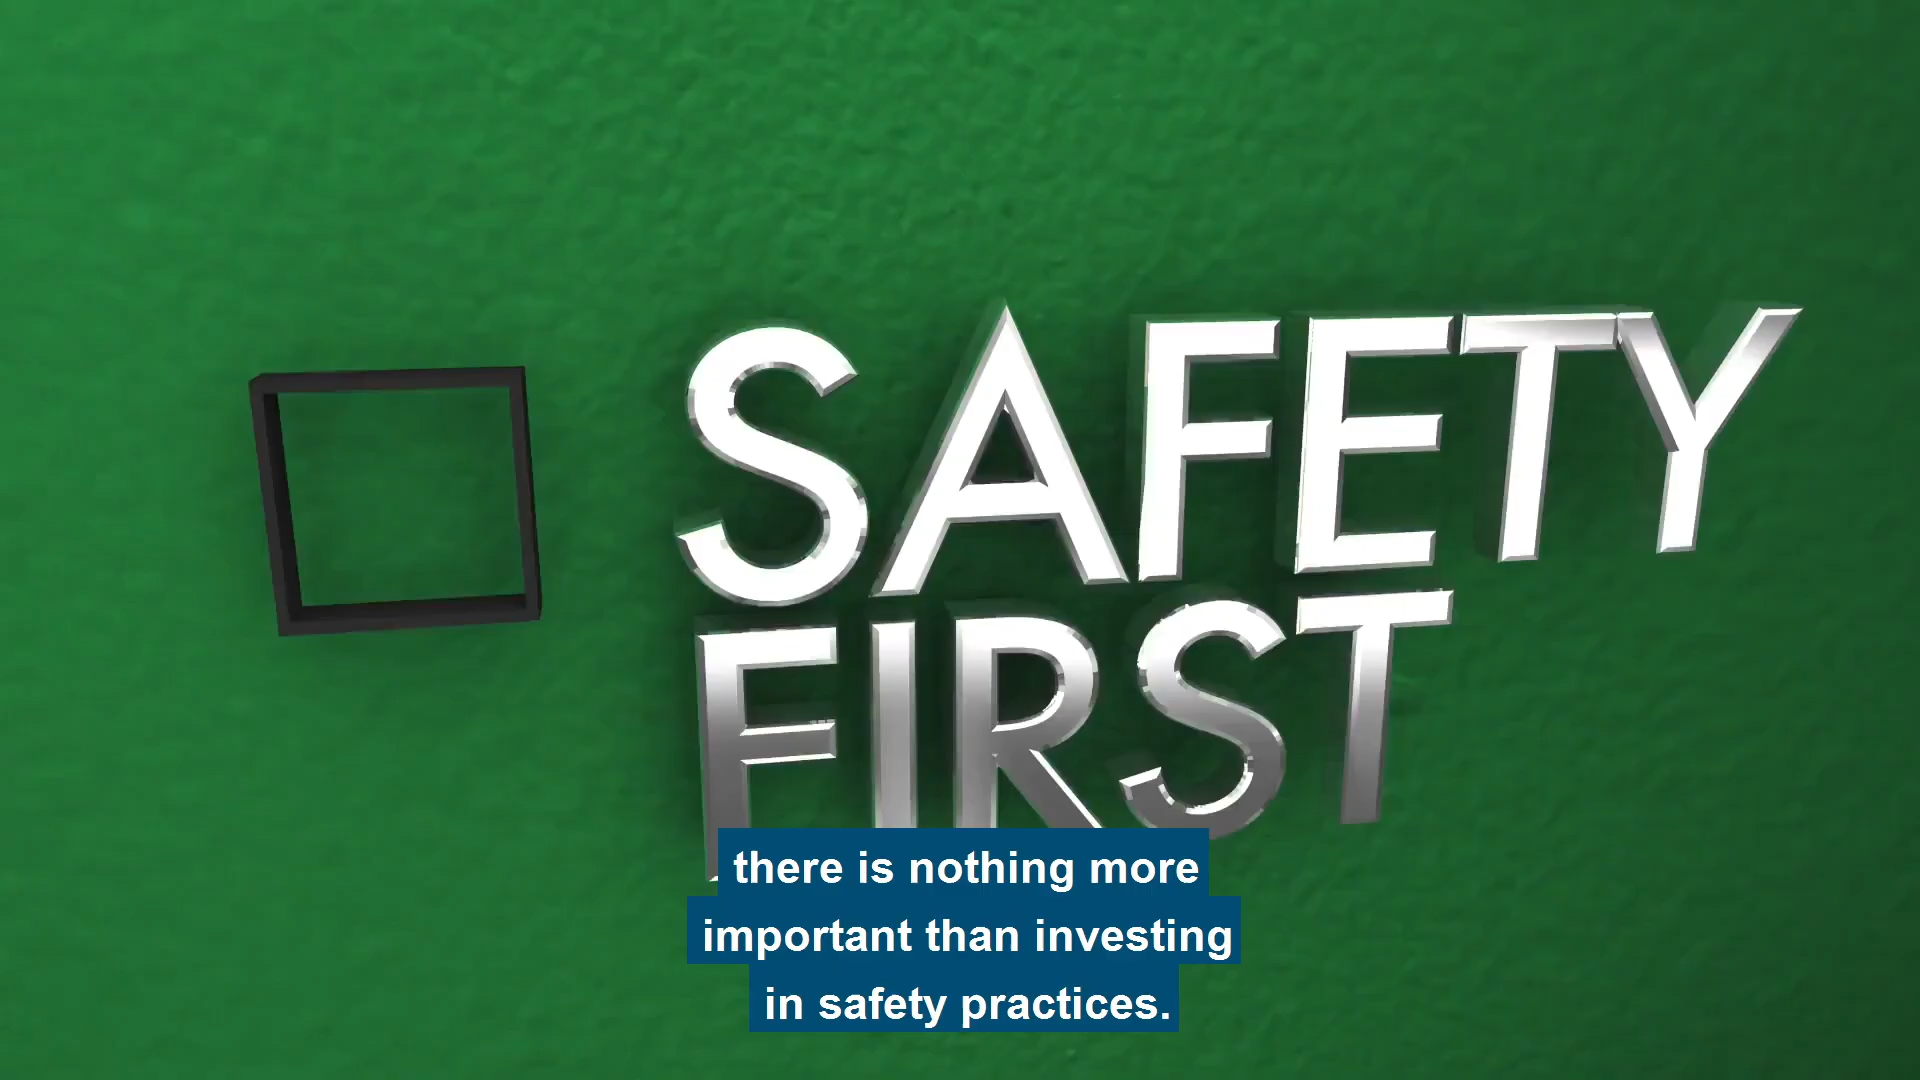 SAFETY
FIRST
there is nothing more
important than investing
in safety practices.